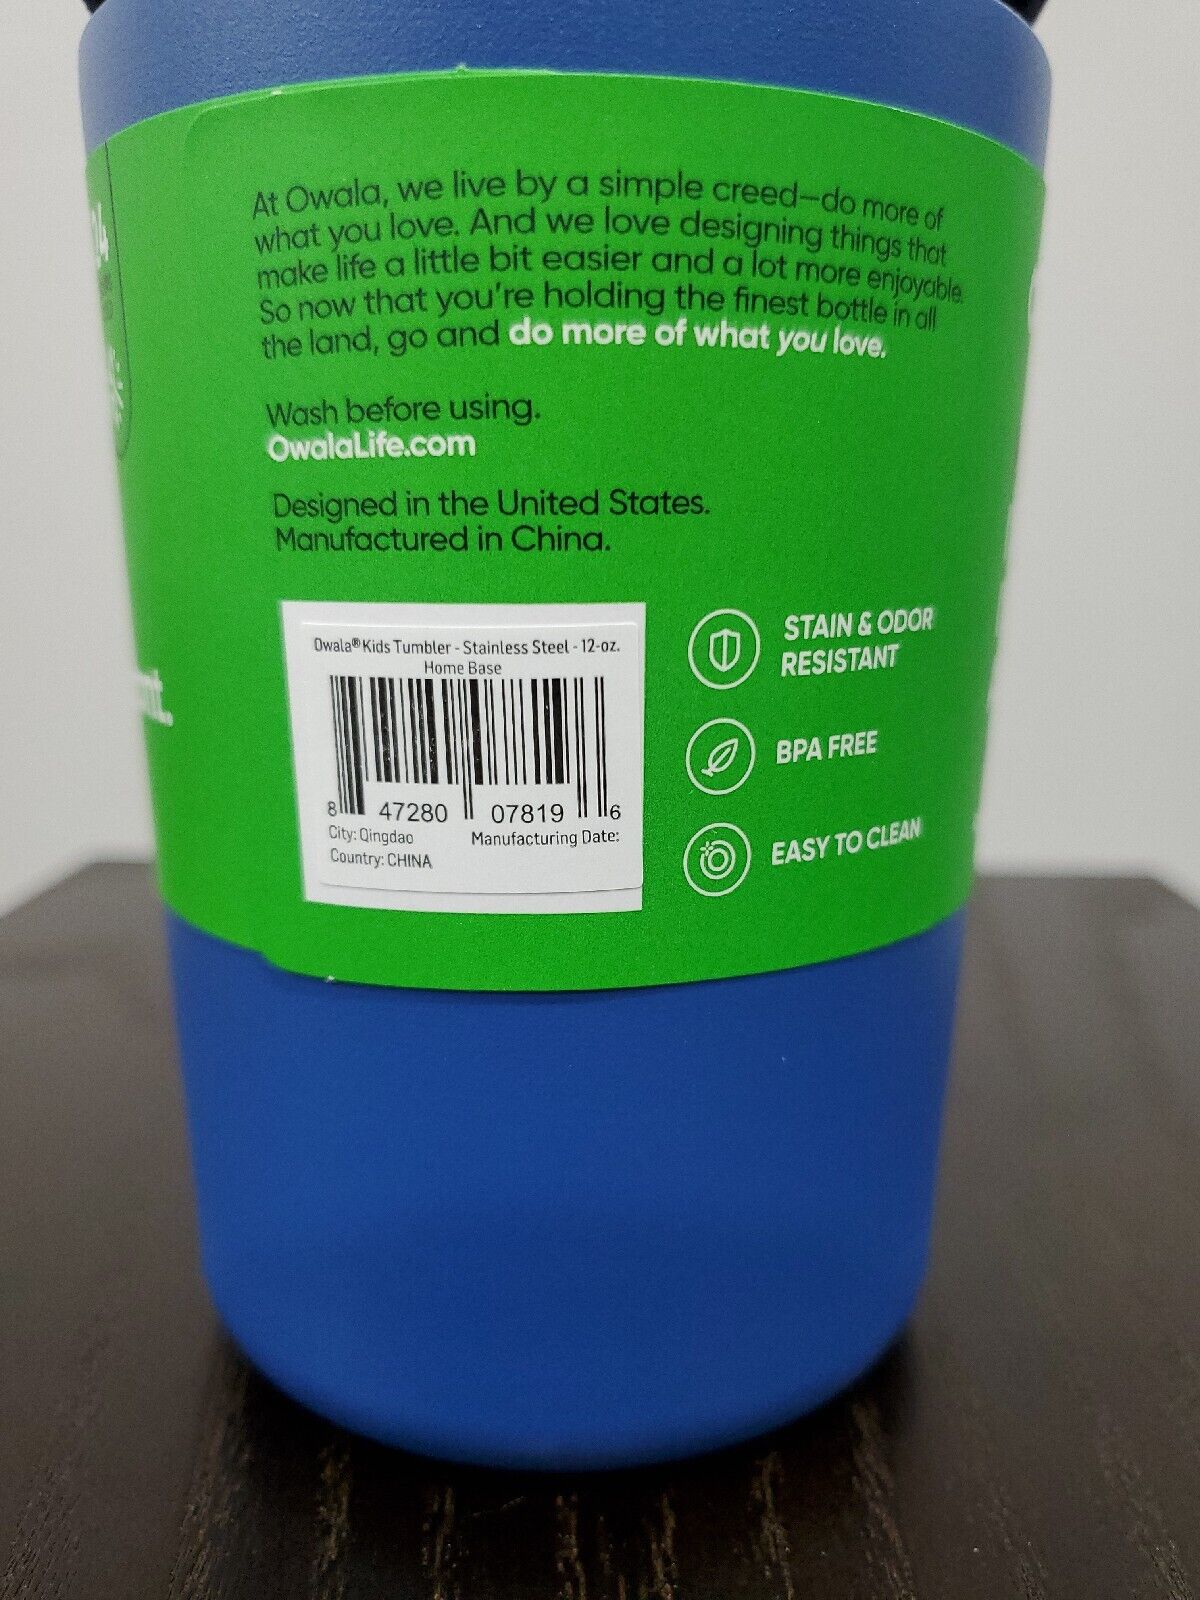 At Owala, we live by a simple creed—do more of
what you love. And we love designing things that
make life a little bit easier and a lot more enjoyable.
So now that you're holding the finest bottle in all
the land, go and do more of what you love.
Wash before using.
OwalaLife.com
Designed in the United States.
Manufactured in China.
Owala® Kids Tumbler - Stainless Steel - 12-oz.
Home Base
8 47280 07819 6
City: Qingdao Manufacturing Date:
Country: CHINA
STAIN & ODOR
RESISTANT
BPA FREE
EASY TO CLEAN